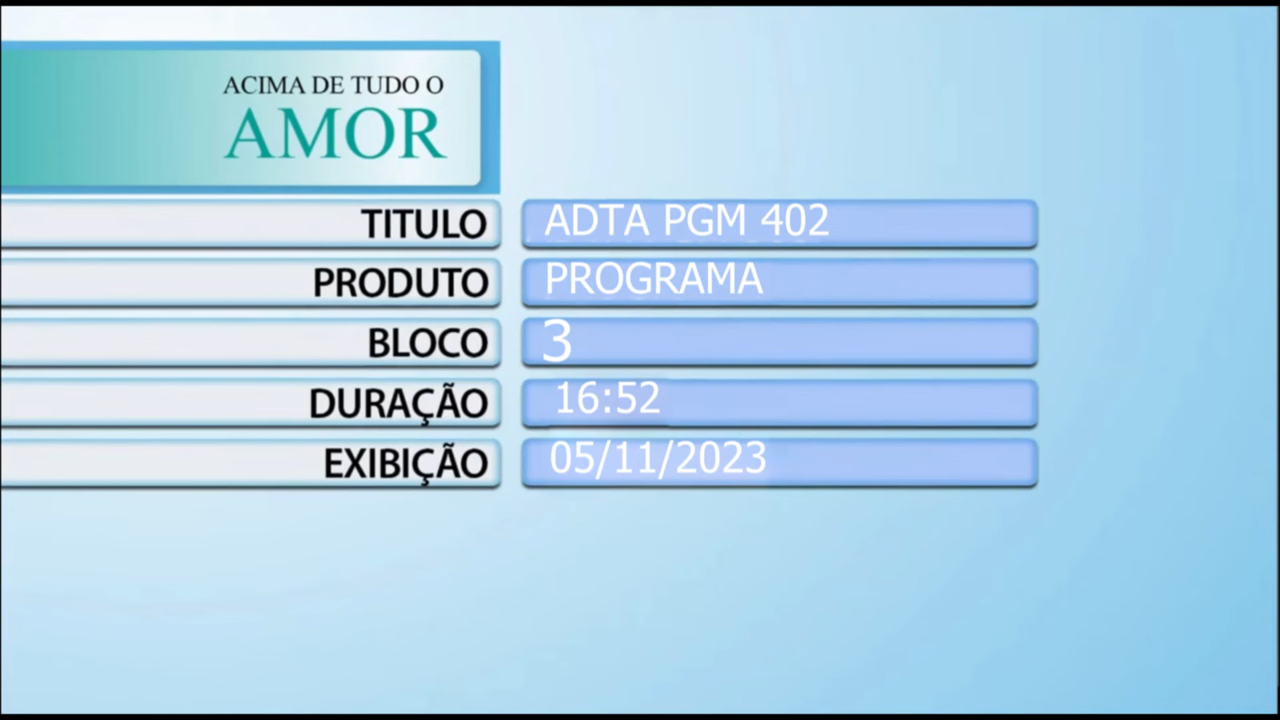 ACIMA DE TUDO O
AMOR
TITULO ADTA PGM 402
PRODUTO PROGRAMA
BLOCO 3
DURAÇÃO 16:52
EXIBIÇÃO 05/11/2023